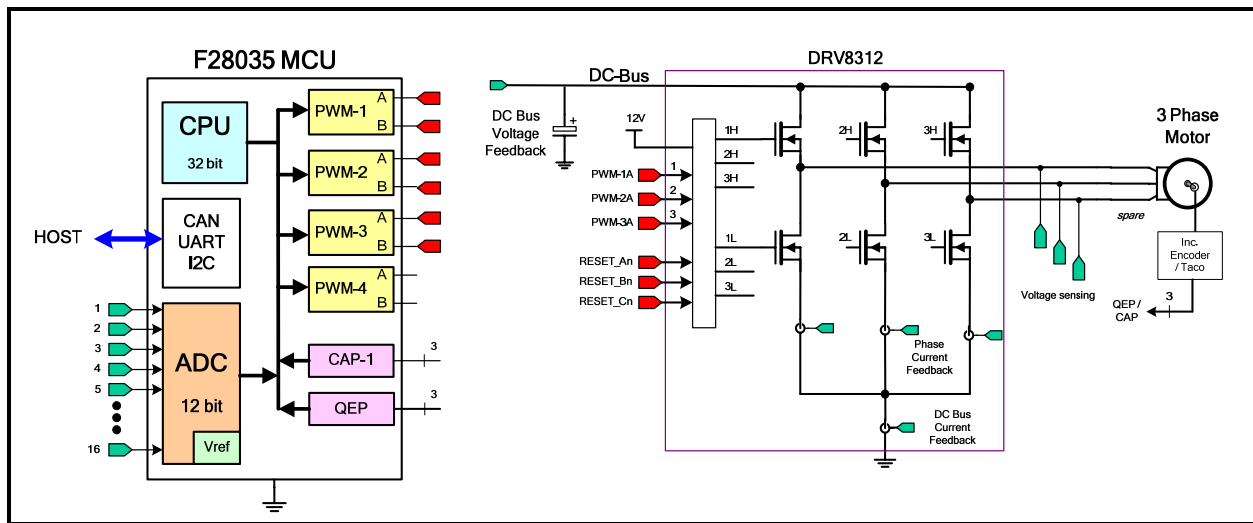 F28035 MCU
CPU
32 bit
CAN
UART
I2C
HOST
ADC
12 bit
Vref
1
2
3
4
5
16
PWM-1
A
B
PWM-2
A
B
PWM-3
A
B
PWM-4
A
B
CAP-1
3
QEP
3
DRV8312
DC-Bus
DC Bus
Voltage
Feedback
+
12V
PWM-1A
1
PWM-2A
2
PWM-3A
3
RESET_An
RESET_Bn
RESET_Cn
1H
2H
3H
1L
2L
3L
2H
3H
2L
3L
Phase
Current
Feedback
DC Bus
Current
Feedback
3 Phase
Motor
spare
Voltage sensing
Inc.
Encoder
/ Taco
QEP /
CAP
3